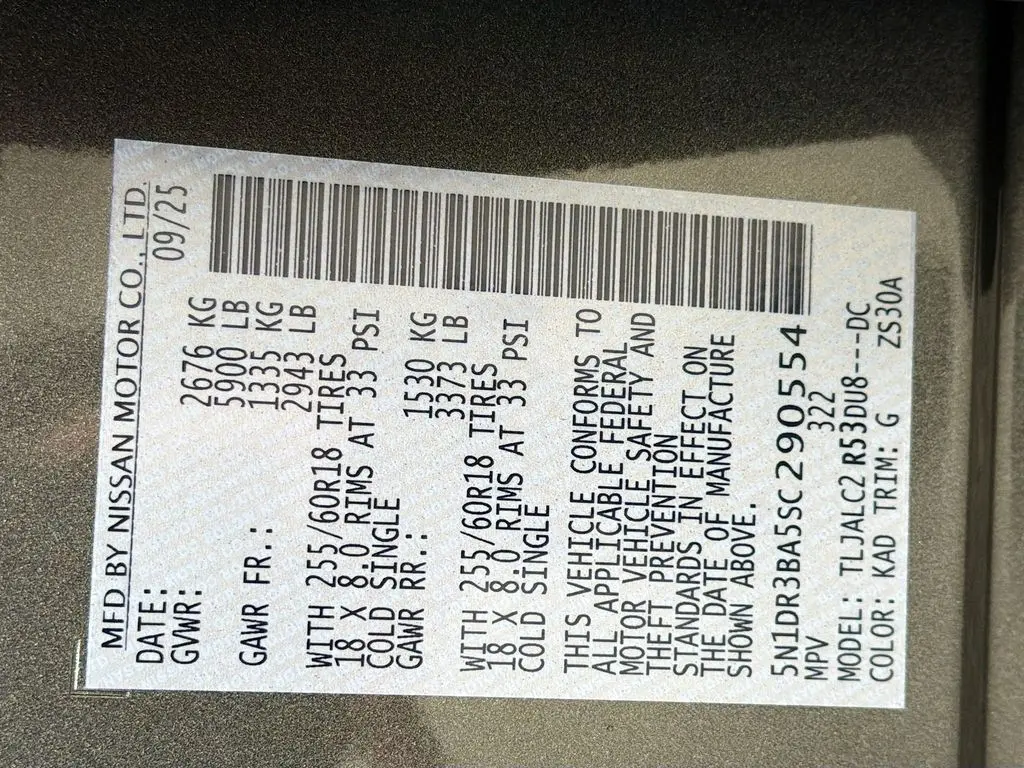 MFD BY NISSAN MOTOR CO., LTD.
DATE: 09/25
GVWR: 2676 KG
5900 LB
GAWR FR.: 1335 KG
2943 LB
WITH 255/60R18 TIRES
18 X 8.0 RIMS AT 33 PSI
COLD SINGLE
GAWR RR.: 1530 KG
3373 LB
WITH 255/60R18 TIRES
18 X 8.0 RIMS AT 33 PSI
COLD SINGLE
THIS VEHICLE CONFORMS TO
ALL APPLICABLE FEDERAL
MOTOR VEHICLE SAFETY AND
THEFT PREVENTION
STANDARDS IN EFFECT ON
THE DATE OF MANUFACTURE
SHOWN ABOVE.
5N1DR3BA5SC290554
MPV 322
MODEL: TLJALC2 R53DU8---DC
COLOR: KAD TRIM: G ZS30A